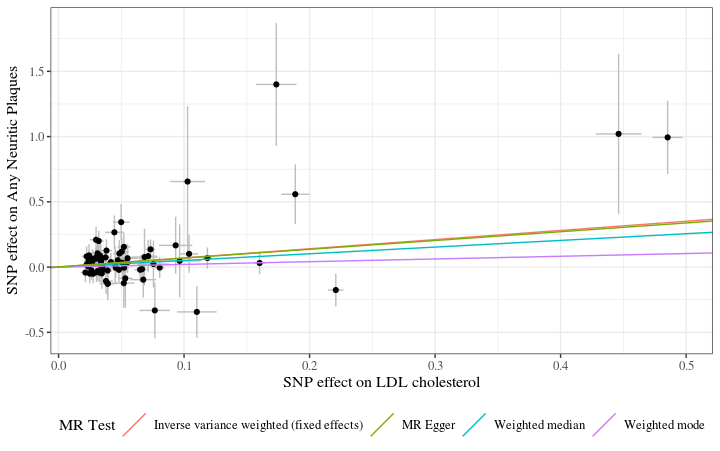 SNP effect on Any Neuritic Plaques
1.5
1.0
0.5
0.0
-0.5
0.0 0.1 0.2 0.3 0.4 0.5
SNP effect on LDL cholesterol
MR Test Inverse variance weighted (fixed effects) MR Egger Weighted median Weighted mode